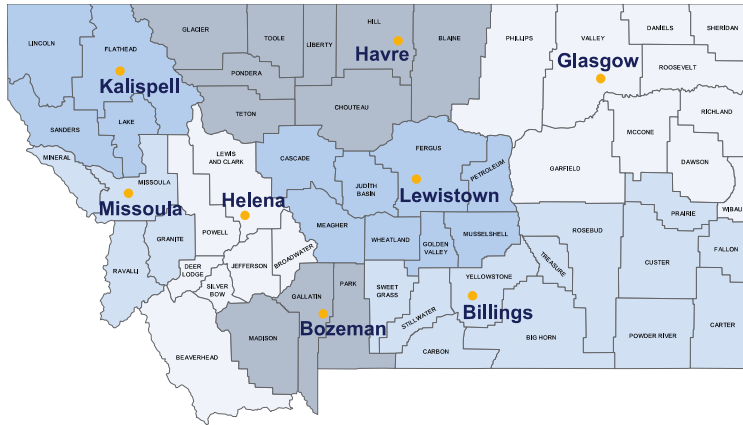 LINCOLN
FLATHEAD
GLACIER
TOOLE
LIBERTY
HILL
BLAINE
PHILLIPS
VALLEY
DANIELS
SHERIDAN
Kalispell
Havre
Glasgow
PONDERA
ROOSEVELT
TETON
CHOUTEAU
RICHLAND
LAKE
SANDERS
MCCONE
MINERAL
MISSOULA
LEWIS
AND CLARK
CASCADE
FERGUS
PETROLEUM
GARFIELD
DAWSON
JUDITH
BASIN
Missoula
Helena
Lewistown
WIBAU
PRAIRIE
POWELL
GRANITE
MEAGHER
WHEATLAND
GOLDEN
VALLEY
MUSSELSHELL
ROSEBUD
TREASURE
CUSTER
FALLON
RAVALLI
DEER
LODGE
JEFFERSON
BROADWATER
SILVER
BOW
GALLATIN
PARK
SWEET
GRASS
STILLWATER
YELLOWSTONE
Bozeman
Billings
MADISON
BEAVERHEAD
CARBON
BIG HORN
POWDER RIVER
CARTER